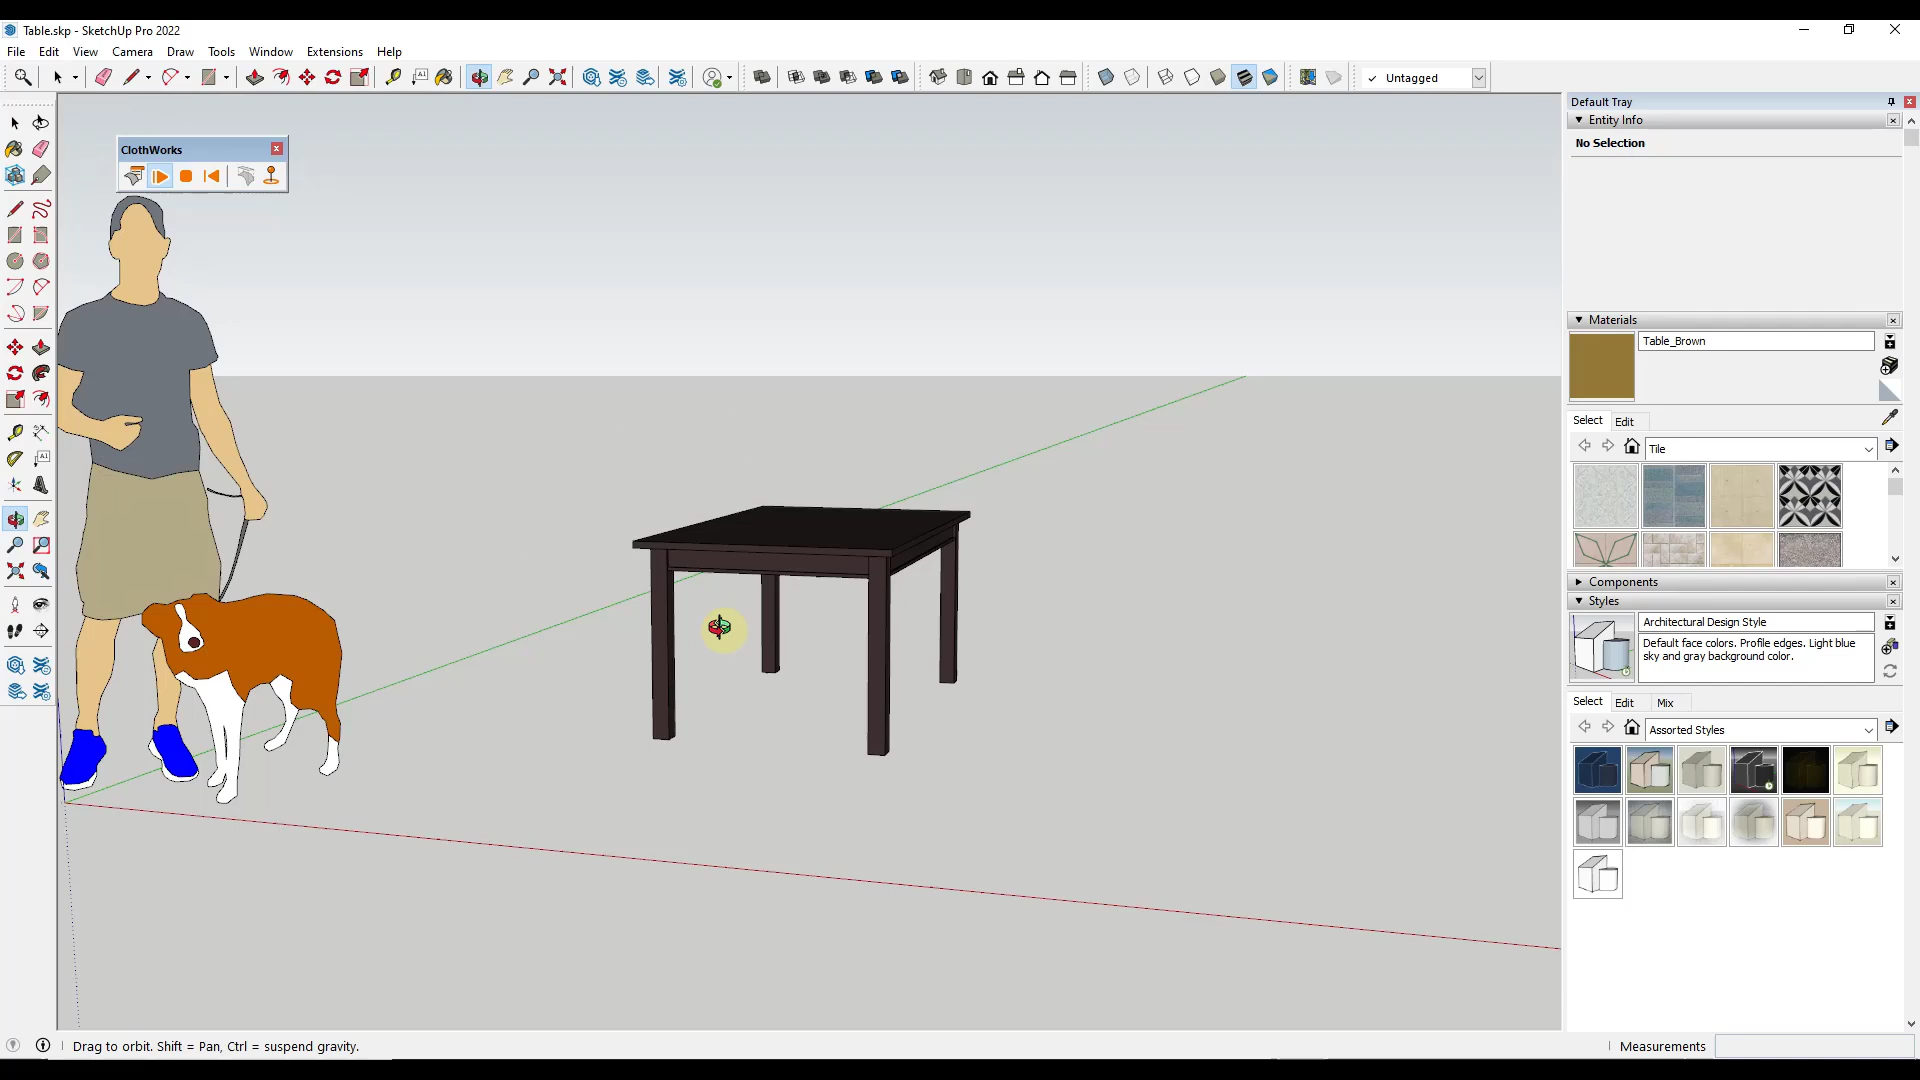 Table.skp - SketchUp Pro 2022
File Edit View Camera Draw Tools Window Extensions Help
Untagged
Default Tray
Entity Info
No Selection
ClothWorks
Materials
Table_Brown
Select Edit
Tile
Components
Styles
Architectural Design Style
Default face colors. Profile edges. Light blue
sky and gray background color.
Select Edit Mix
Assorted Styles
Drag to orbit. Shift = Pan, Ctrl = suspend gravity.
Measurements